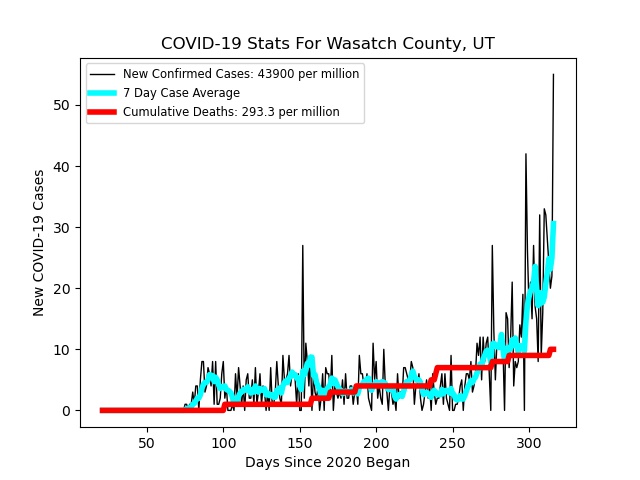 COVID-19 Stats For Wasatch County, UT
New Confirmed Cases: 43900 per million
7 Day Case Average
Cumulative Deaths: 293.3 per million
New COVID-19 Cases
50
40
30
20
10
0
50 100 150 200 250 300
Days Since 2020 Began